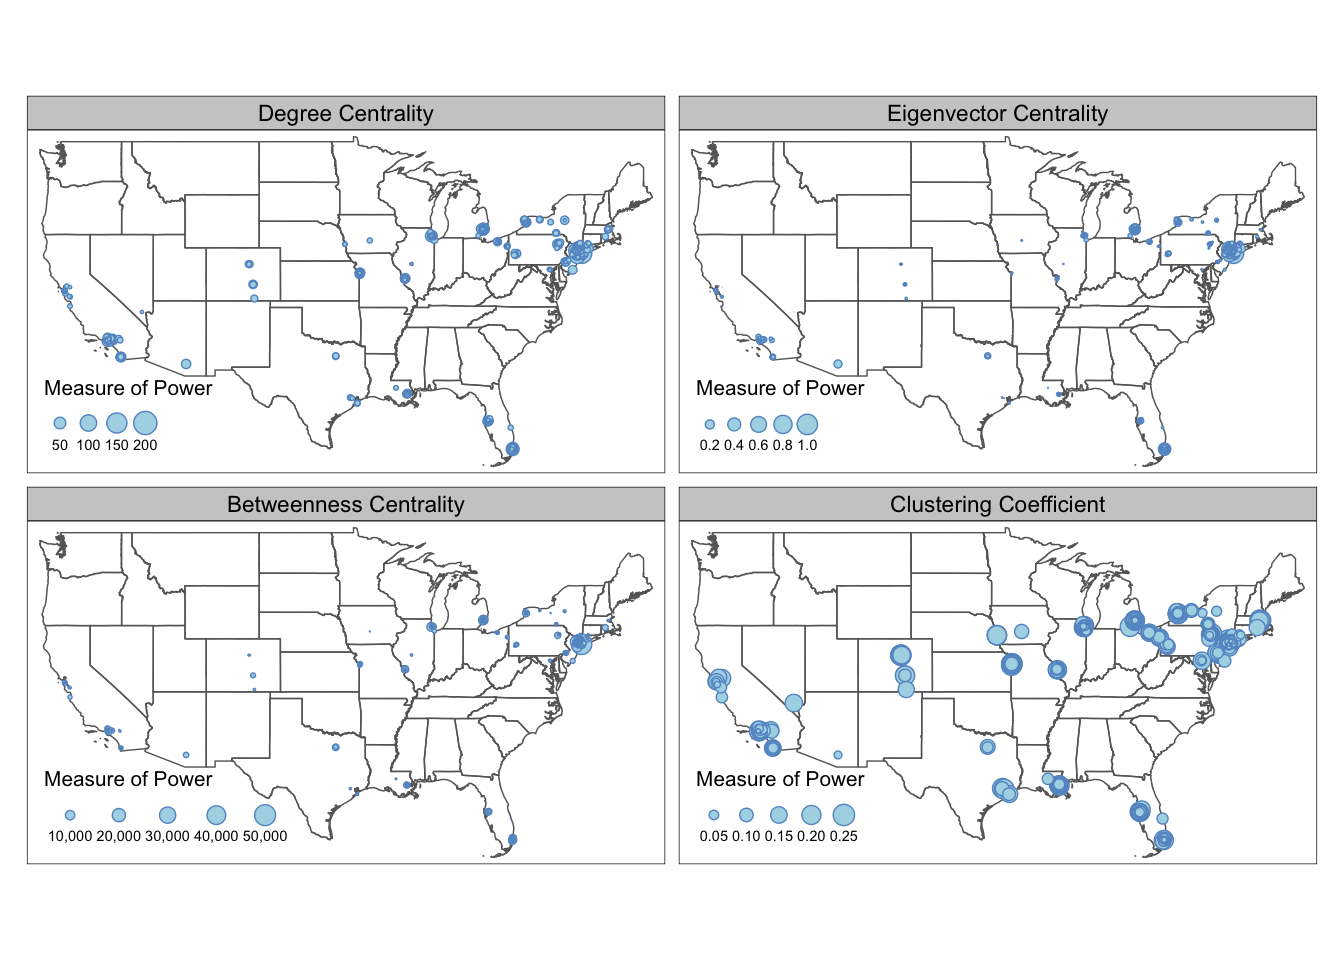 Degree Centrality
Eigenvector Centrality
Measure of Power
50 100 150 200
Measure of Power
0.2 0.4 0.6 0.8 1.0
Betweenness Centrality
Clustering Coefficient
Measure of Power
10,000 20,000 30,000 40,000 50,000
Measure of Power
0.05 0.10 0.15 0.20 0.25